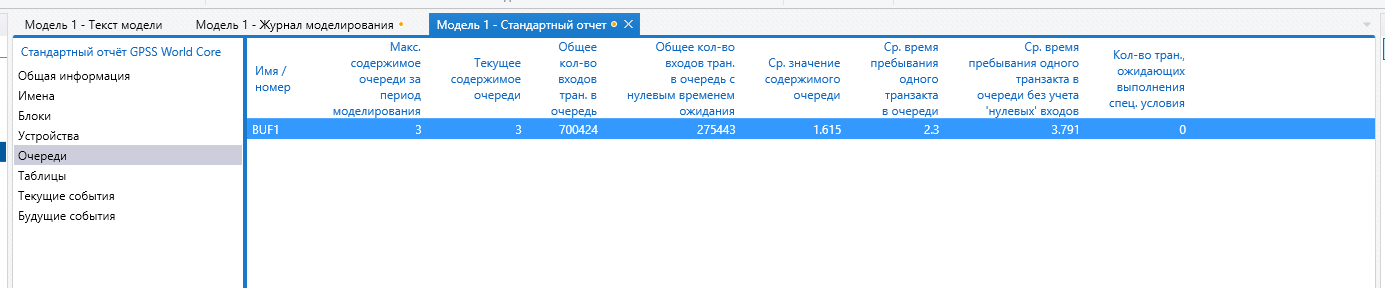 Модель 1 - Текст модели
Модель 1 - Журнал моделирования
Модель 1 - Стандартный отчет
Стандартный отчёт GPSS World Core
Общая информация
Имена
Блоки
Устройства
Очереди
Таблицы
Текущие события
Будущие события
Имя /
номер
Макс.
содержимое
очереди за
период
моделирования
Текущее
содержимое
очереди
Общее
кол-во
входов
тран. в
очередь
Общее кол-во
входов тран.
в очередь с
нулевым временем
ожидания
Ср. значение
содержимого
очереди
Ср. время
пребывания
одного
транзакта
в очереди
Ср. время
пребывания одного
транзакта в
очереди без учета
'нулевых' входов
Кол-во тран.,
ожидающих
выполнения
спец. условия
BUF1 3 3 700424 275443 1.615 2.3 3.791 0